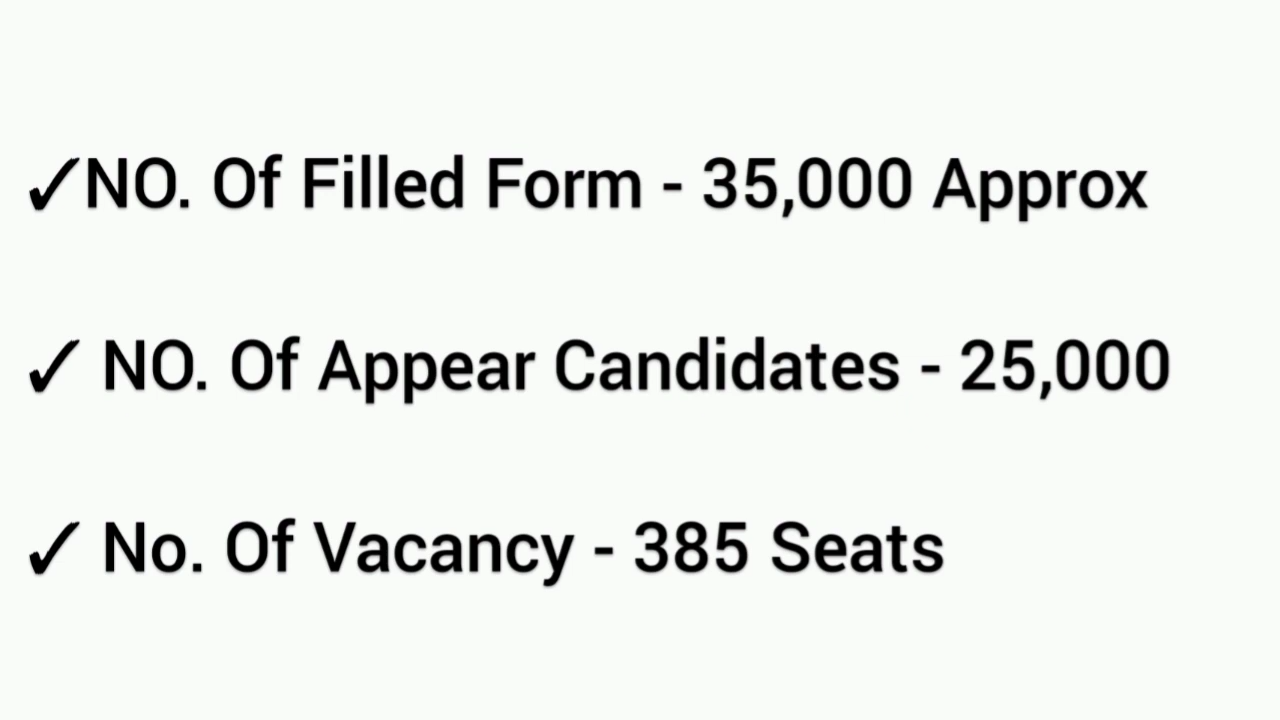 ✓NO. Of Filled Form - 35,000 Approx
✓ NO. Of Appear Candidates - 25,000
✓ No. Of Vacancy - 385 Seats